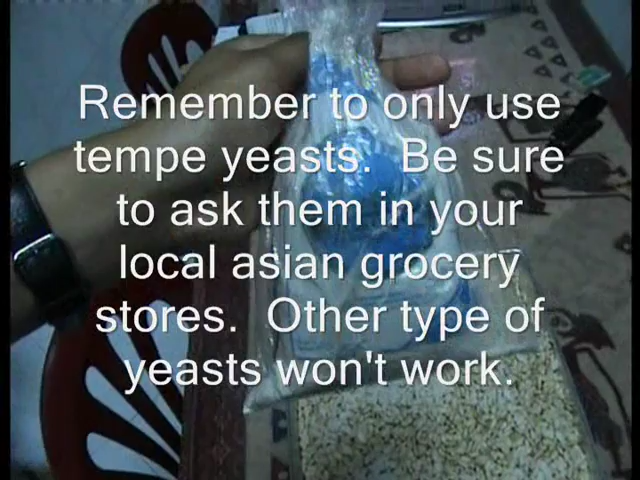 Remember to only use
tempe yeasts.  Be sure
to ask them in your
local asian grocery
stores.  Other type of
yeasts won't work.